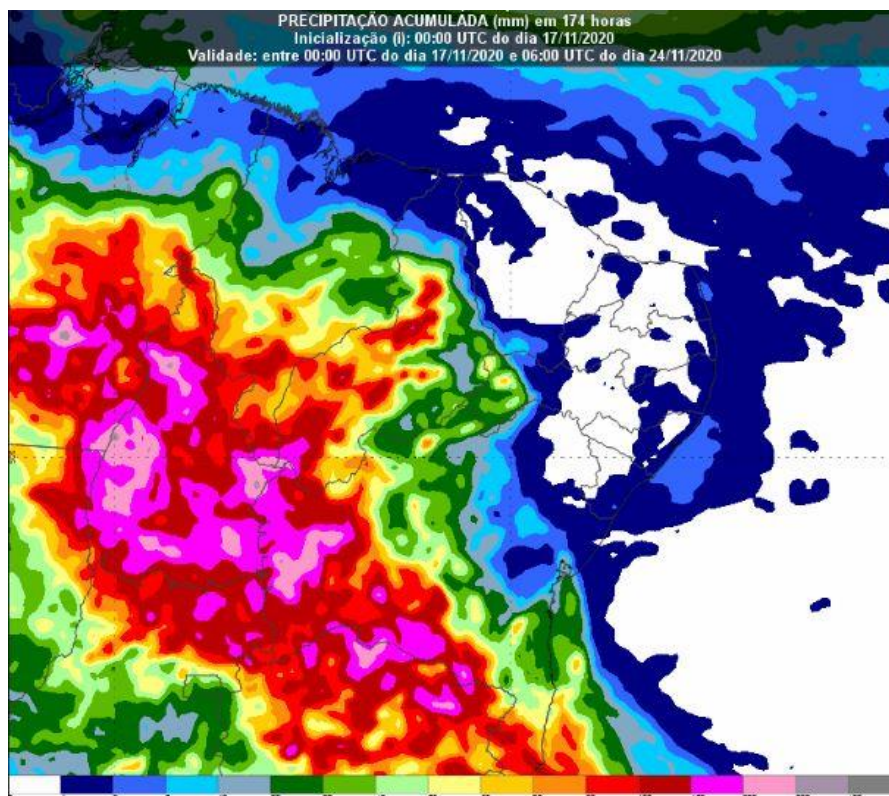 PRECIPITAÇÃO ACUMULADA (mm) em 174 horas
Inicialização (i): 00:00 UTC do dia 17/11/2020
Validade: entre 00:00 UTC do dia 17/11/2020 e 06:00 UTC do dia 24/11/2020